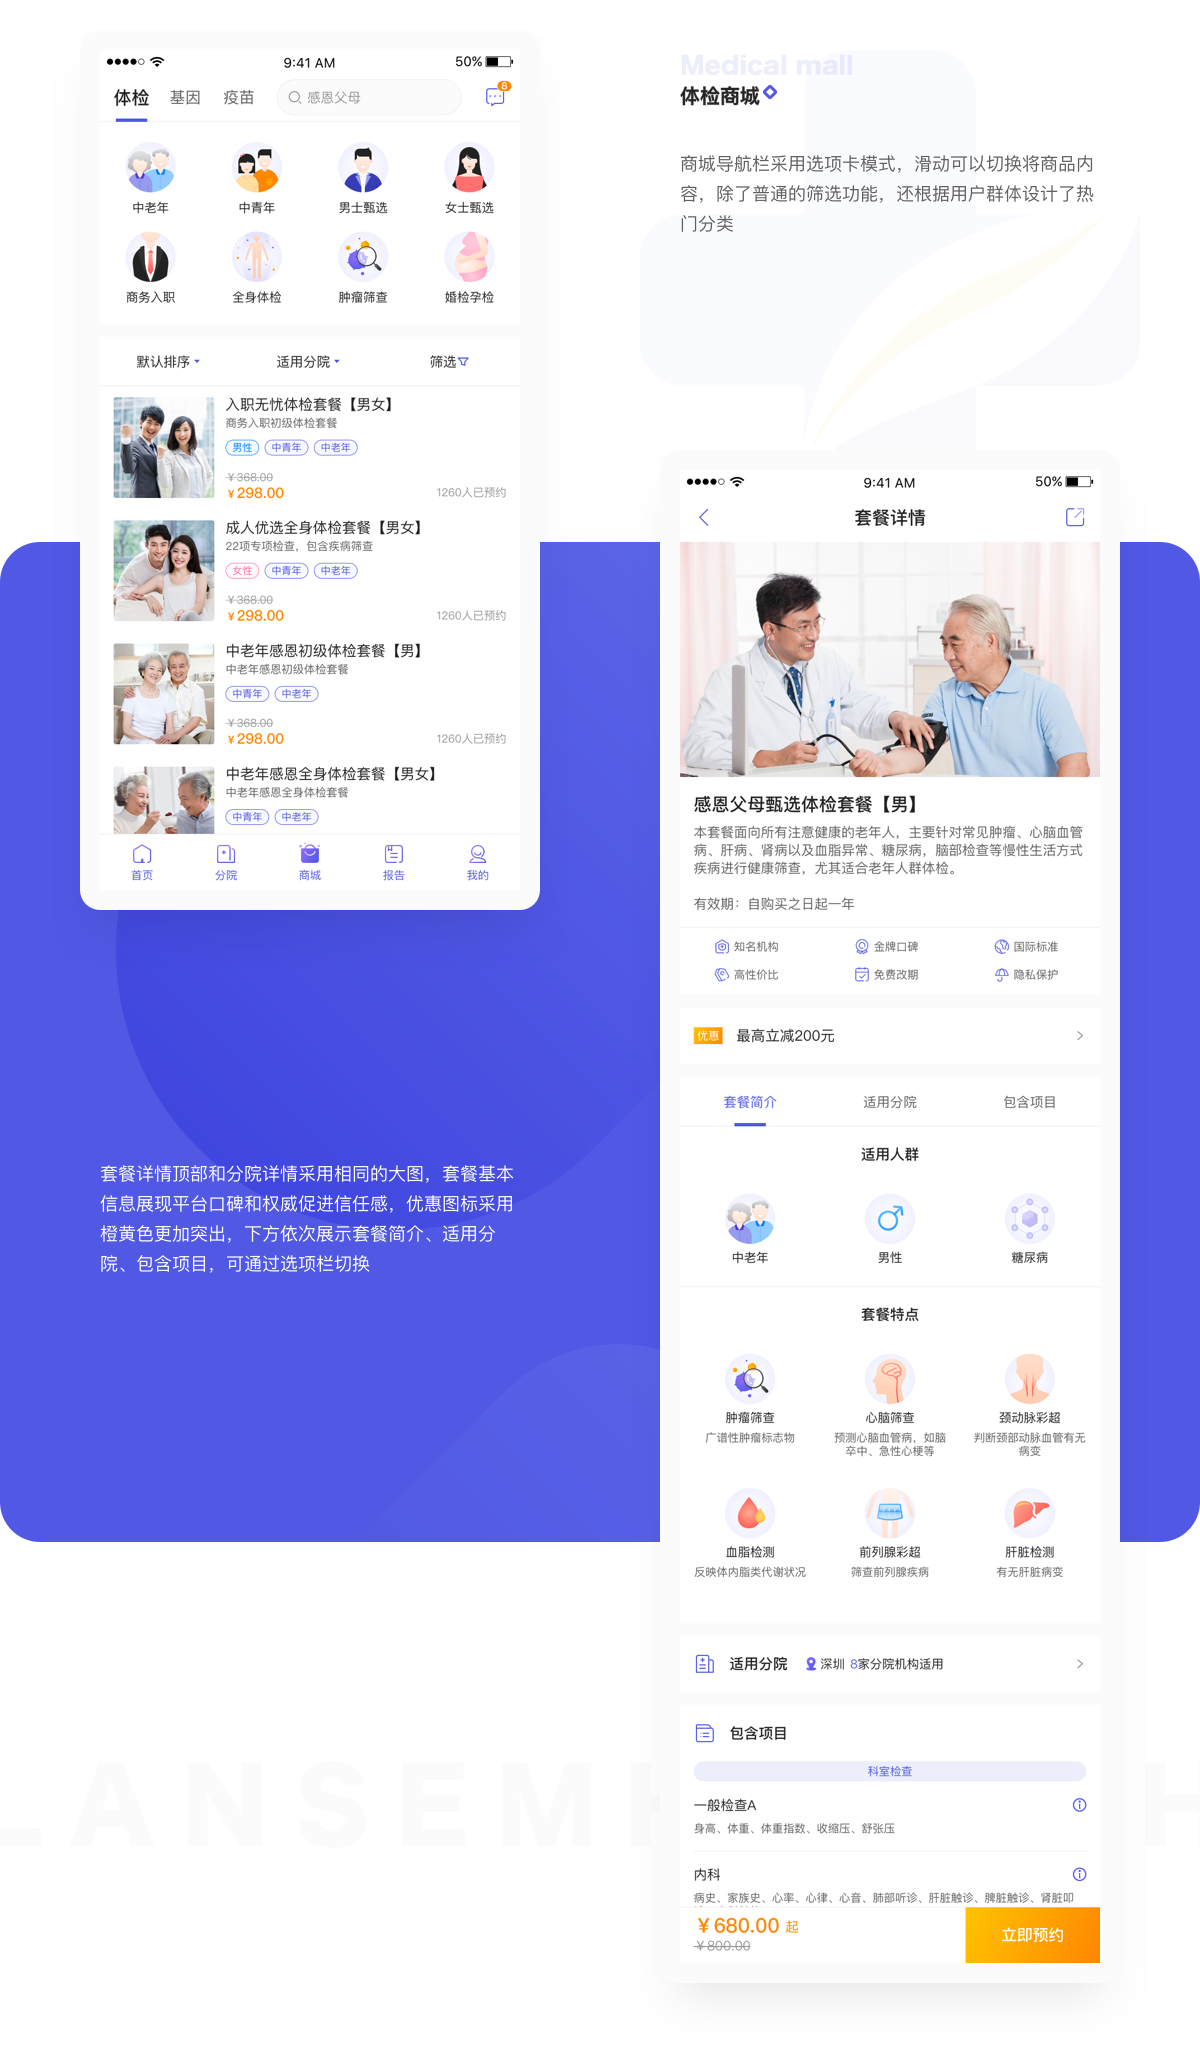 9:41 AM
50%
体检 基因 疫苗
感恩父母
8
中老年 中青年 男士甄选 女士甄选
商务入职 全身体检 肿瘤筛查 婚检孕检
默认排序 适用分院 筛选
入职无忧体检套餐【男女】
商务入职初级体检套餐
男性 中青年 中老年
¥368.00
¥298.00 1260人已预约
成人优选全身体检套餐【男女】
22项专项检查，包含疾病筛查
女性 中青年 中老年
¥368.00
¥298.00 1260人已预约
中老年感恩初级体检套餐【男】
中老年感恩初级体检套餐
中青年 中老年
¥368.00
¥298.00 1260人已预约
中老年感恩全身体检套餐【男女】
中老年感恩全身体检套餐
中青年 中老年
首页 分院 商城 报告 我的
Medical mall
体检商城
商城导航栏采用选项卡模式，滑动可以切换将商品内
容，除了普通的筛选功能，还根据用户群体设计了热
门分类
套餐详情顶部和分院详情采用相同的大图，套餐基本
信息展现平台口碑和权威促进信任感，优惠图标采用
橙黄色更加突出，下方依次展示套餐简介、适用分
院、包含项目，可通过选项栏切换
9:41 AM
50%
套餐详情
感恩父母甄选体检套餐【男】
本套餐面向所有注意健康的老年人，主要针对常见肿瘤、心脑血管
病、肝病、肾病以及血脂异常、糖尿病，脑部检查等慢性生活方式
疾病进行健康筛查，尤其适合老年人群体检。
有效期：自购买之日起一年
知名机构 金牌口碑 国际标准
高性价比 免费改期 隐私保护
优惠 最高立减200元
套餐简介 适用分院 包含项目
适用人群
中老年 男性 糖尿病
套餐特点
肿瘤筛查 心脑筛查 颈动脉彩超
广谱性肿瘤标志物 预测心脑血管病，如脑 判断颈部动脉血管有无
卒中、急性心梗等 病变
血脂检测 前列腺彩超 肝脏检测
反映体内脂类代谢状况 筛查前列腺疾病 有无肝脏病变
适用分院 深圳 8家分院机构适用
包含项目
科室检查
一般检查A
身高、体重、体重指数、收缩压、舒张压
内科
病史、家族史、心率、心律、心音、肺部听诊、肝脏触诊、脾脏触诊、肾脏叩
¥680.00 起
¥800.00
立即预约
LANSEM H